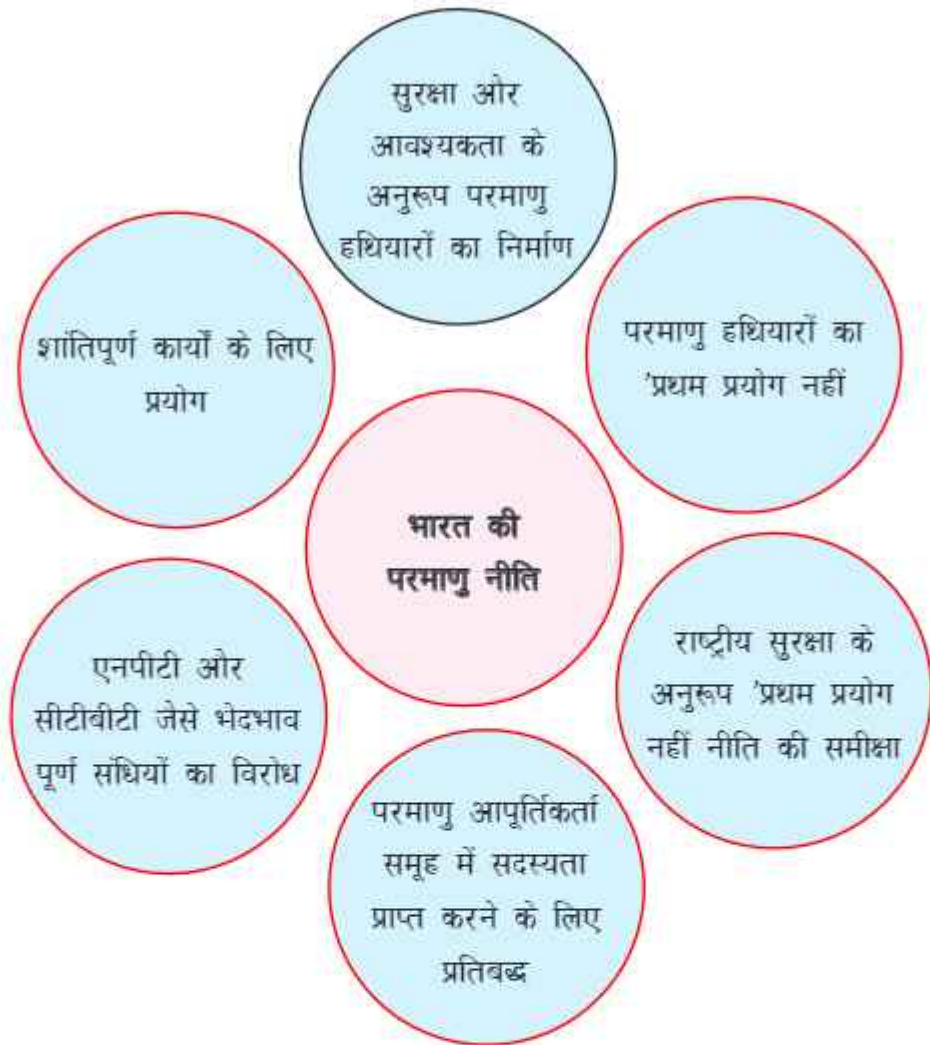 सुरक्षा और
आवश्यकता के
अनुरूप परमाणु
हथियारों का निर्माण
शांतिपूर्ण कार्यों के लिए
प्रयोग
परमाणु हथियारों का
'प्रथम प्रयोग नहीं
भारत की
परमाणु नीति
एनपीटी और
सीटीबीटी जेसे भेदभाव
पूर्ण संधियों का विरोध
राष्ट्रीय सुरक्षा के
अनुरूप 'प्रथम प्रयोग
नहीं नीति की समीक्षा
परमाणु आपूर्तिकर्ता
समूह में सदस्यता
प्राप्त करने के लिए
प्रतिबद्ध